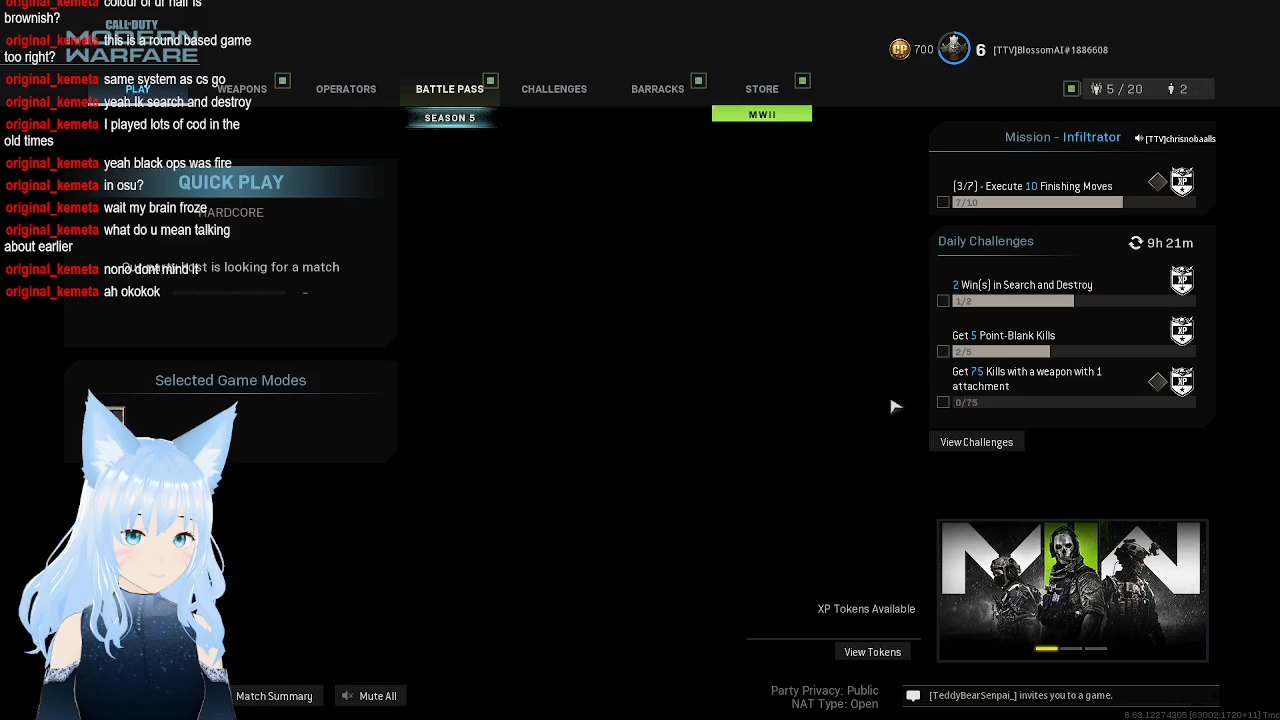 original_kemeta colour of ur hair is
brownish?
original_kemeta this is a round based game
too right?
original_kemeta same system as cs go
original_kemeta yeah Ik search and destroy
original_kemeta I played lots of cod in the
old times
original_kemeta yeah black ops was fire
original_kemeta in osu?
original_kemeta wait my brain froze
original_kemeta what do u mean talking
about earlier
original_kemeta nono dont mind it
original_kemeta ah okokok
CALL·DUTY
MODERN
WARFARE
CP 700
6
[TTV]BlossomAI#1886608
PLAY
WEAPONS
OPERATORS
BATTLE PASS
CHALLENGES
BARRACKS
STORE
5 / 20
2
SEASON 5
MWII
QUICK PLAY
HARDCORE
host is looking for a match
Selected Game Modes
Mission - Infiltrator
[TTV]chrisnobaalls
[3/7] - Execute 10 Finishing Moves
7/10
Daily Challenges
9h 21m
2 Win(s) in Search and Destroy
1/2
Get 5 Point-Blank Kills
XP
2/5
Get 75 Kills with a weapon with 1
attachment
XP
0/75
View Challenges
XP Tokens Available
View Tokens
Match Summary
Mute All
Party Privacy: Public
NAT Type: Open
[TeddyBearSenpai_] invites you to a game.